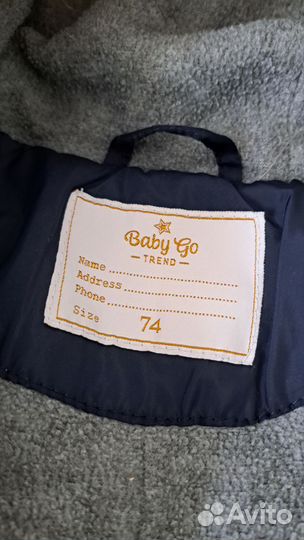 Baby Go
TREND
Name
Address
Phone
Size 74
Avito